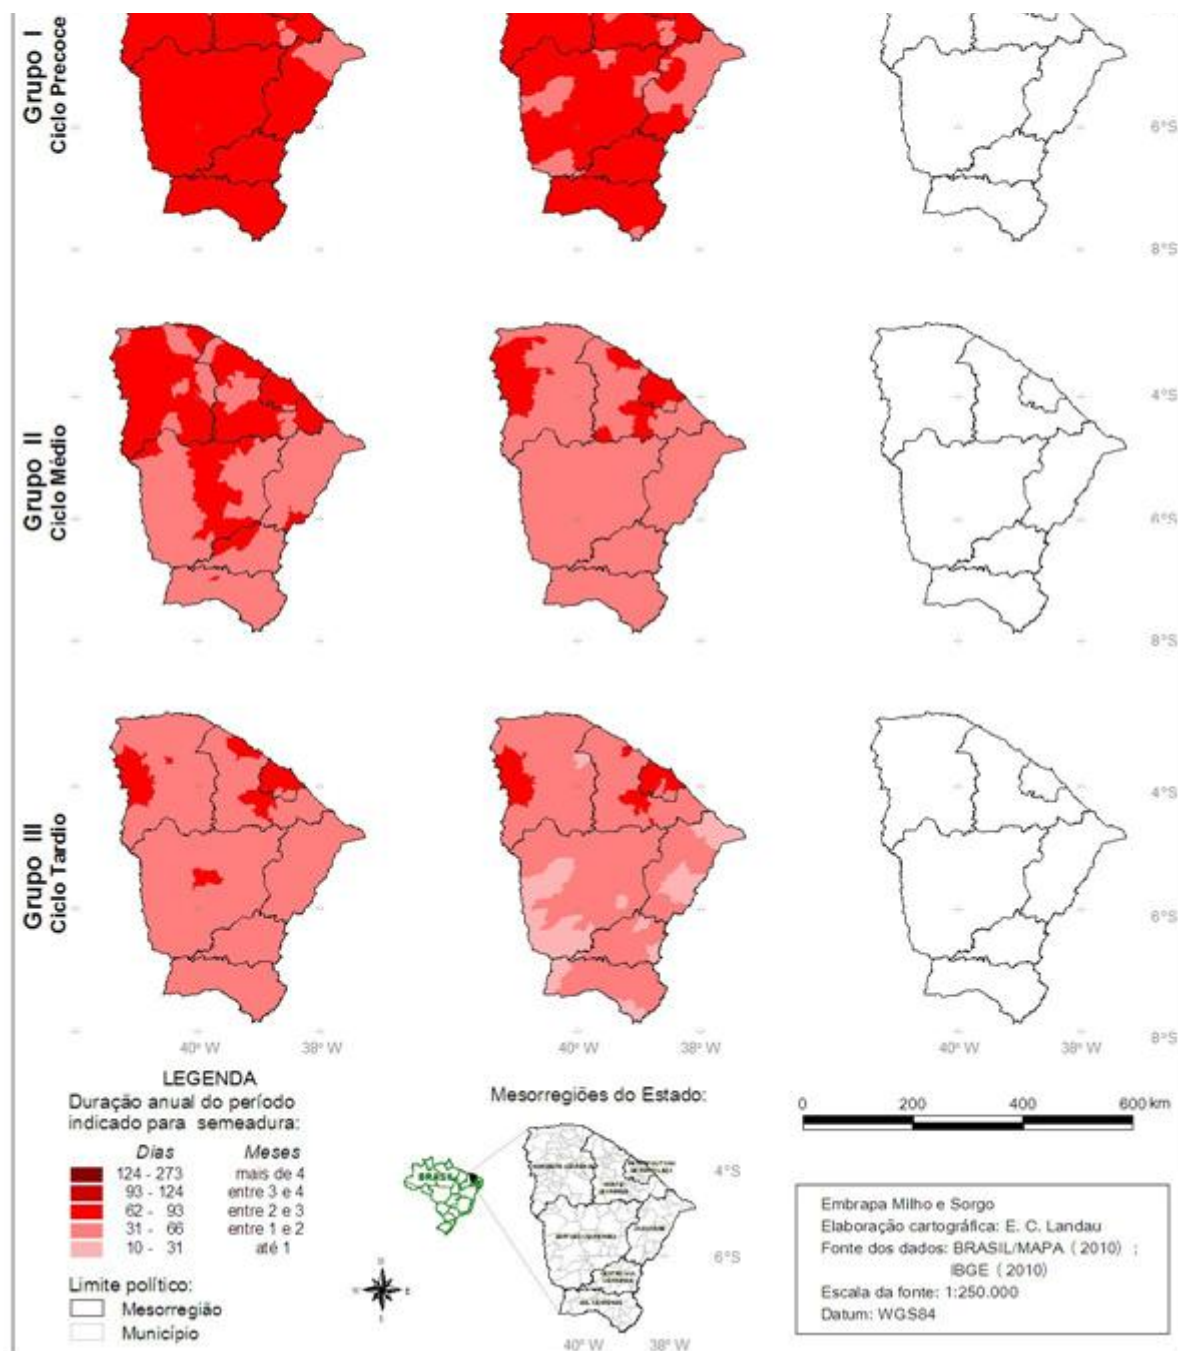 Grupo I
Ciclo Precoce
6°S
8°S
Grupo II
Ciclo Médio
4°S
6°S
8°S
Grupo III
Ciclo Tardio
4°S
6°S
8°S
40° W 38° W 40° W 38° W 40° W 38° W
LEGENDA
Duração anual do período
indicado para semeadura:
Dias Meses
124 - 273 mais de 4
93 - 124 entre 3 e 4
62 - 93 entre 2 e 3
31 - 66 entre 1 e 2
10 - 31 até 1
Limite político:
Mesorregião
Município
Mesorregiões do Estado:
BRASIL
4°S
6°S
40° W 38° W
0 200 400 600 km
Embrapa Milho e Sorgo
Elaboração cartográfica: E. C. Landau
Fonte dos dados: BRASIL/MAPA ( 2010) ;
IBGE ( 2010)
Escala da fonte: 1:250.000
Datum: WGS84